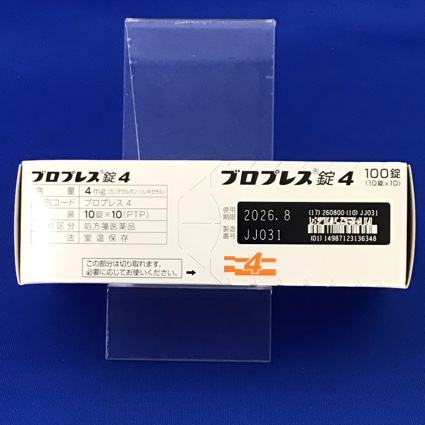 ブロプレス®錠4
含 量 4mg(カンデサルタン シレキセチル)
別コード ブロプレス 4
装 10錠×10(PTP)
制区分 処方箋医薬品
法 室温保存
この部分は切り取れます。
必要に応じてお使いください。
ブロプレス®錠4
100錠
(10錠×10)
使用期限 2026.8
製造番号 JJ031
(17) 260800 (10) JJ031
(01) 14987123136348
4